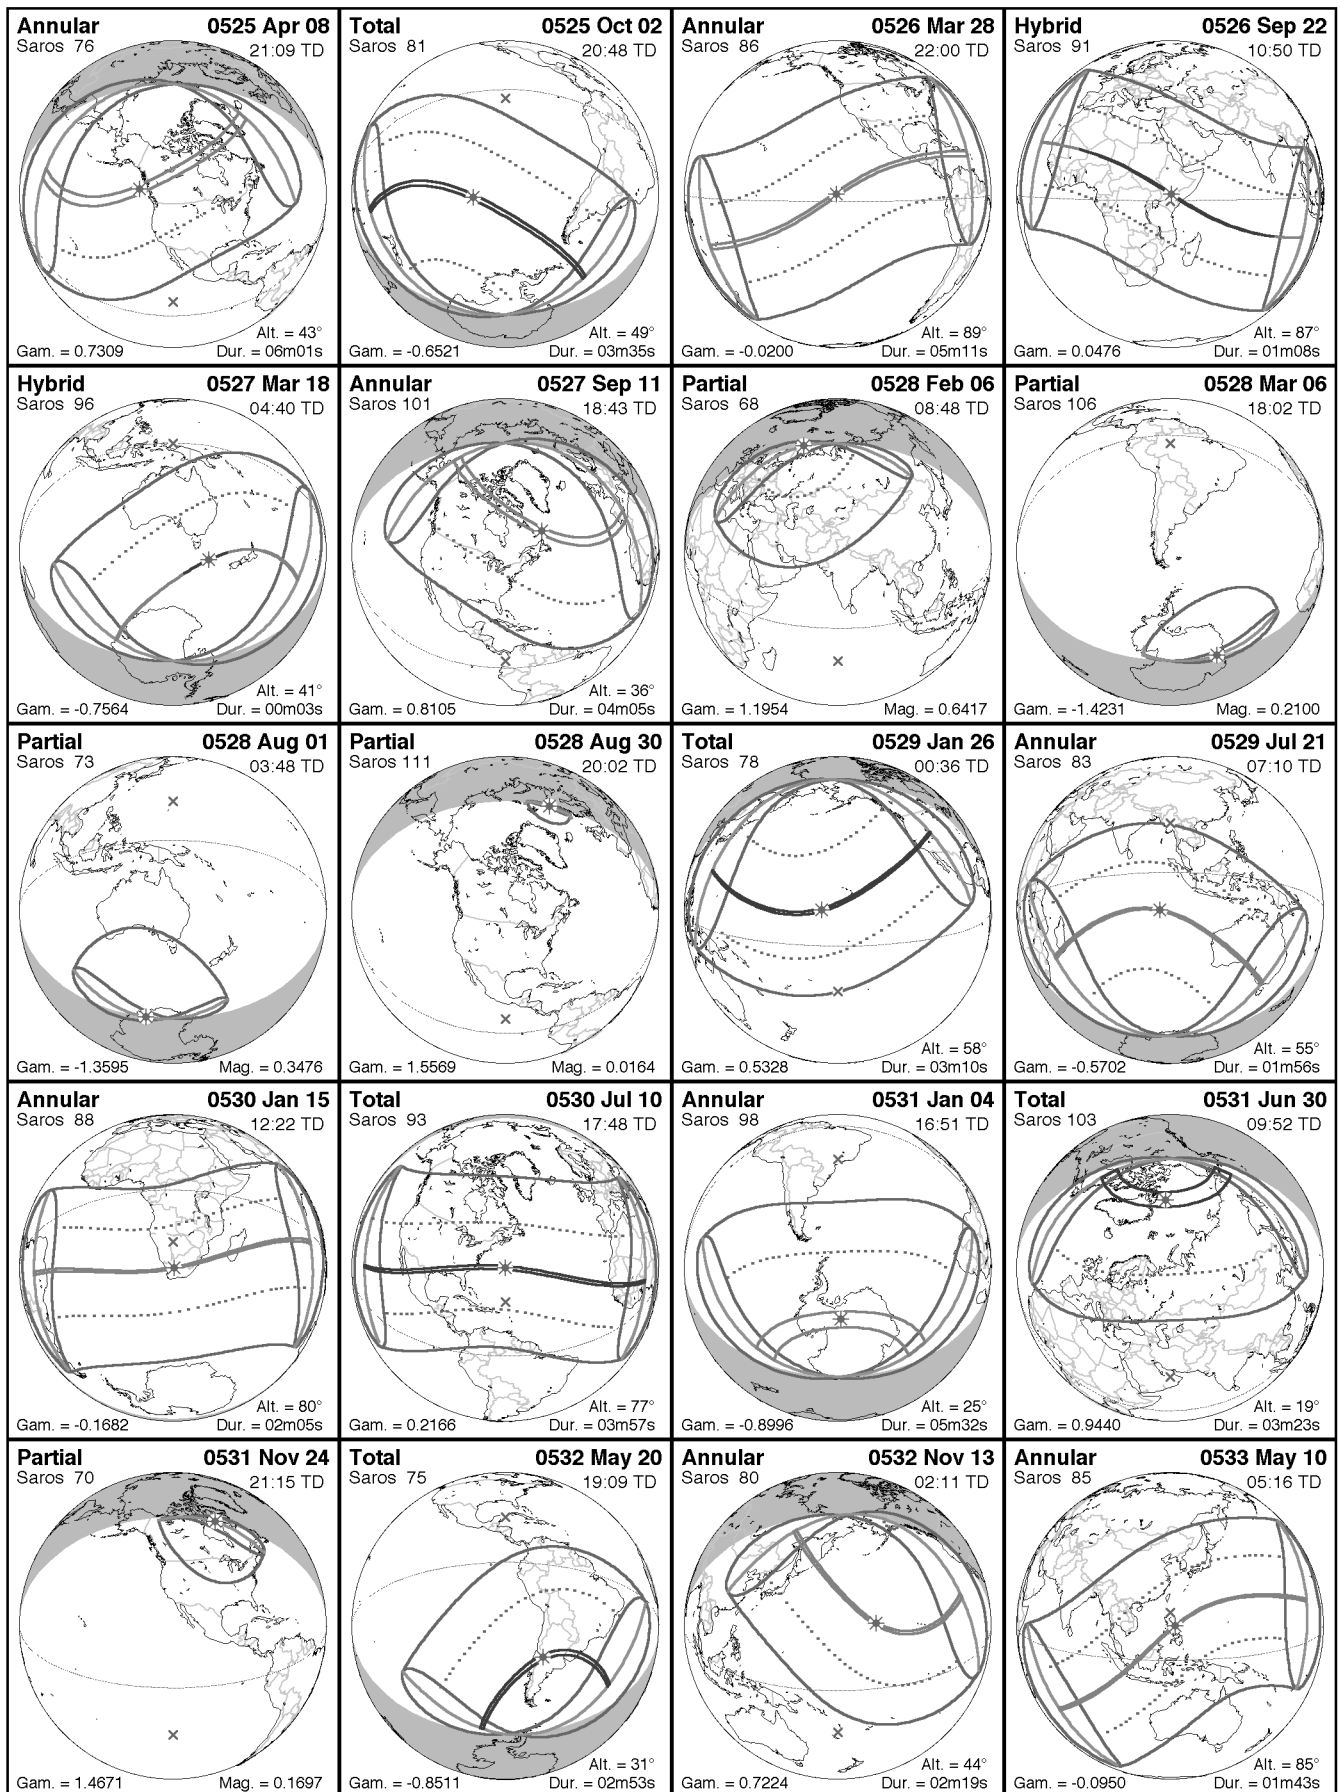 Annular 0525 Apr 08
Saros 76 21:09 TD
Alt. = 43°
Gam. = 0.7309 Dur. = 06m01s
Total 0525 Oct 02
Saros 81 20:48 TD
Alt. = 49°
Gam. = -0.6521 Dur. = 03m35s
Annular 0526 Mar 28
Saros 86 22:00 TD
Alt. = 89°
Gam. = -0.0200 Dur. = 05m11s
Hybrid 0526 Sep 22
Saros 91 10:50 TD
Alt. = 87°
Gam. = 0.0476 Dur. = 01m08s
Hybrid 0527 Mar 18
Saros 96 04:40 TD
Alt. = 41°
Gam. = -0.7564 Dur. = 00m03s
Annular 0527 Sep 11
Saros 101 18:43 TD
Alt. = 36°
Gam. = 0.8105 Dur. = 04m05s
Partial 0528 Feb 06
Saros 68 08:48 TD
Gam. = 1.1954 Mag. = 0.6417
Partial 0528 Mar 06
Saros 106 18:02 TD
Gam. = -1.4231 Mag. = 0.2100
Partial 0528 Aug 01
Saros 73 03:48 TD
Gam. = -1.3595 Mag. = 0.3476
Partial 0528 Aug 30
Saros 111 20:02 TD
Gam. = 1.5569 Mag. = 0.0164
Total 0529 Jan 26
Saros 78 00:36 TD
Alt. = 58°
Gam. = 0.5328 Dur. = 03m10s
Annular 0529 Jul 21
Saros 83 07:10 TD
Alt. = 55°
Gam. = -0.5702 Dur. = 01m56s
Annular 0530 Jan 15
Saros 88 12:22 TD
Alt. = 80°
Gam. = -0.1682 Dur. = 02m05s
Total 0530 Jul 10
Saros 93 17:48 TD
Alt. = 77°
Gam. = 0.2166 Dur. = 03m57s
Annular 0531 Jan 04
Saros 98 16:51 TD
Alt. = 25°
Gam. = -0.8996 Dur. = 05m32s
Total 0531 Jun 30
Saros 103 09:52 TD
Alt. = 19°
Gam. = 0.9440 Dur. = 03m23s
Partial 0531 Nov 24
Saros 70 21:15 TD
Gam. = 1.4671 Mag. = 0.1697
Total 0532 May 20
Saros 75 19:09 TD
Alt. = 31°
Gam. = -0.8511 Dur. = 02m53s
Annular 0532 Nov 13
Saros 80 02:11 TD
Alt. = 44°
Gam. = 0.7224 Dur. = 02m19s
Annular 0533 May 10
Saros 85 05:16 TD
Alt. = 85°
Gam. = -0.0950 Dur. = 01m43s